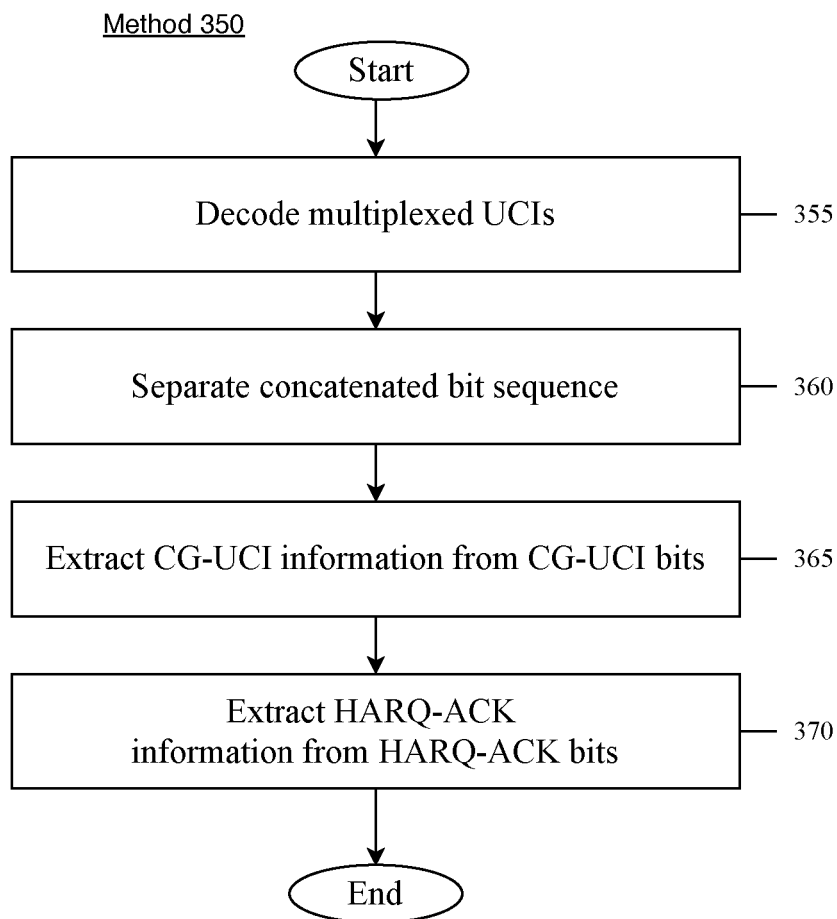 Method 350
Start
Decode multiplexed UCIs
355
Separate concatenated bit sequence
360
Extract CG-UCI information from CG-UCI bits
365
Extract HARQ-ACK
information from HARQ-ACK bits
370
End